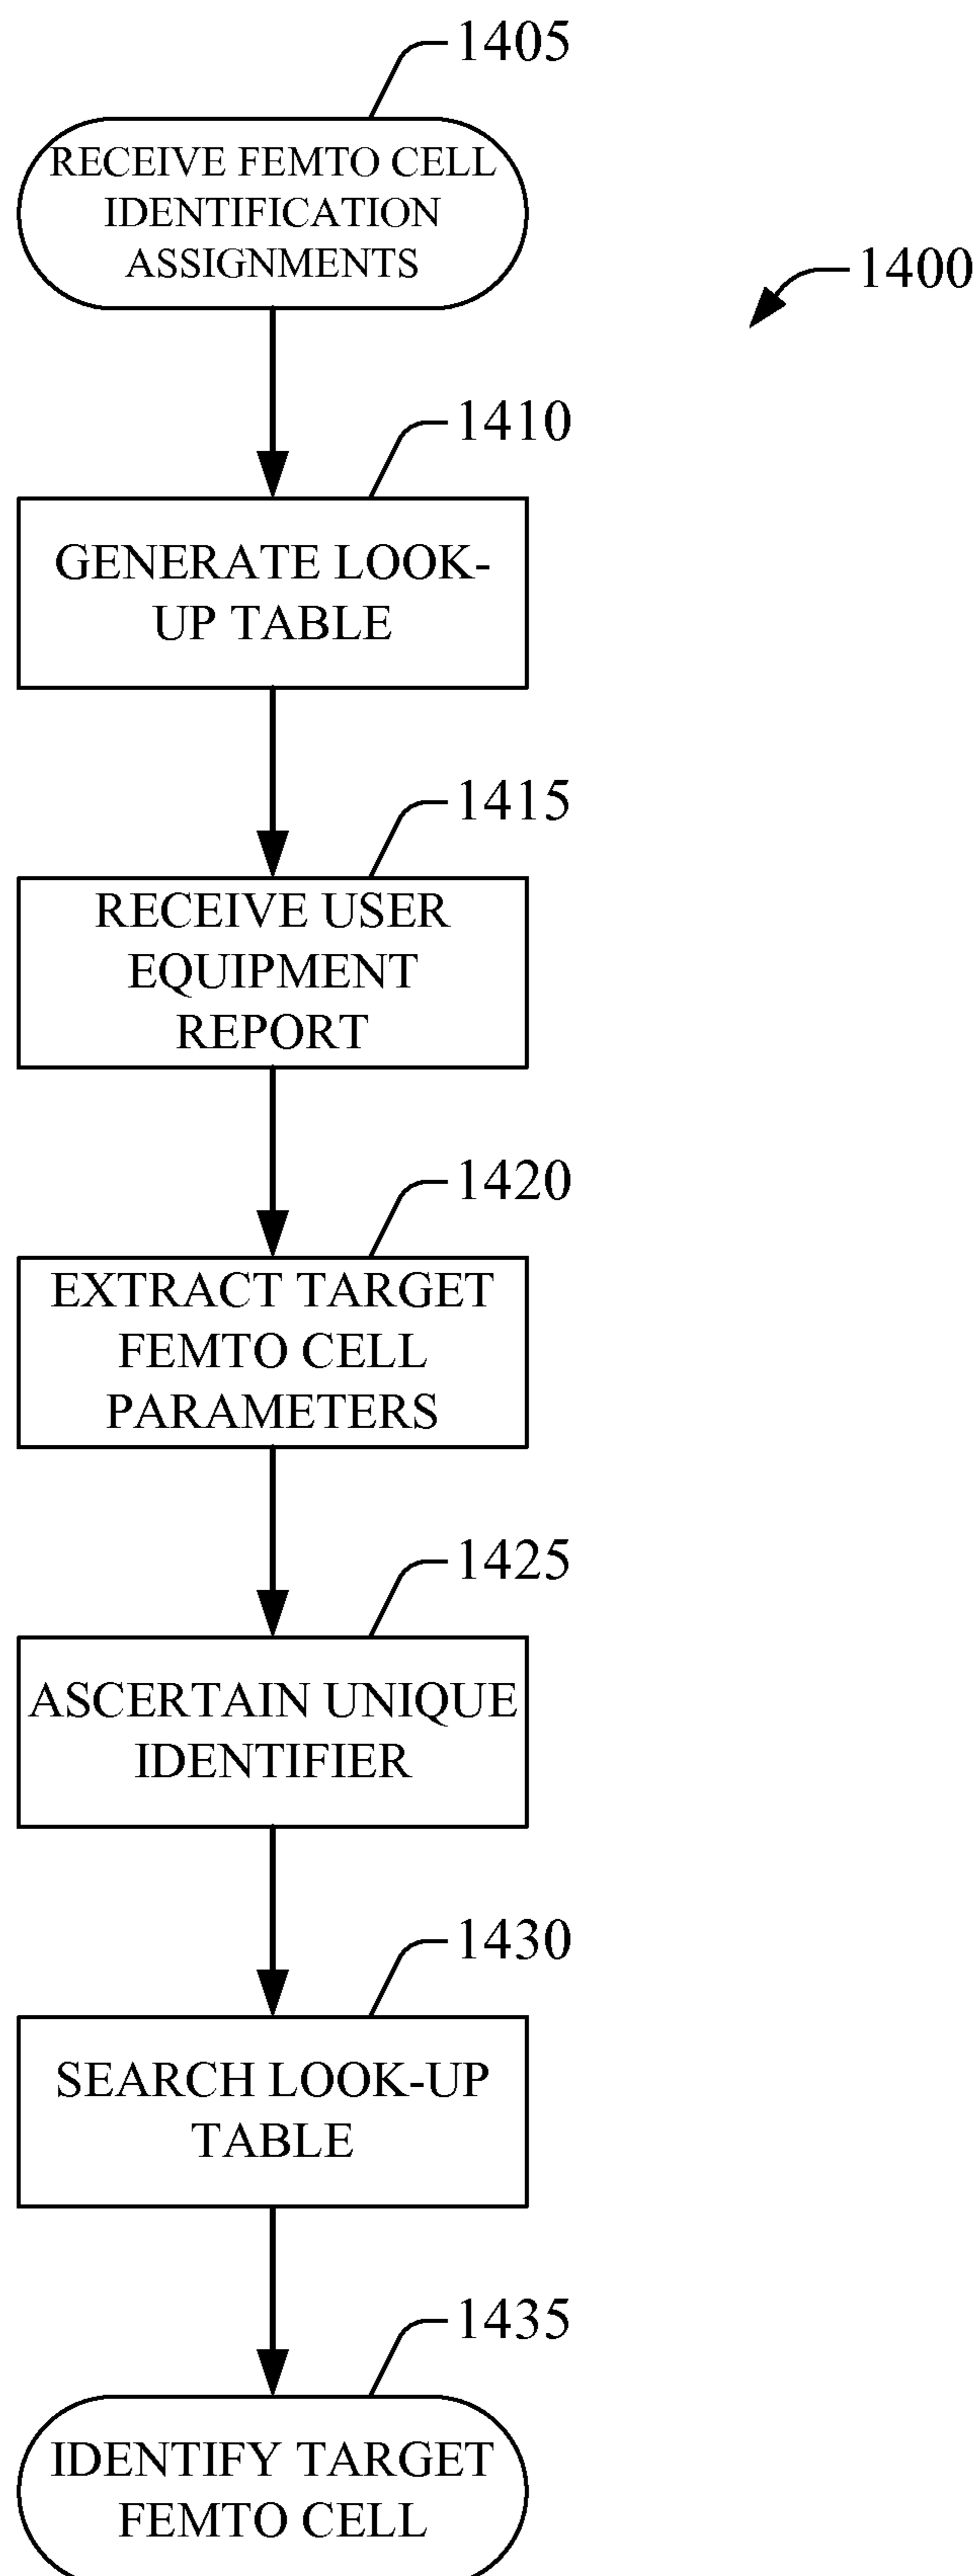 1405
RECEIVE FEMTO CELL
IDENTIFICATION
ASSIGNMENTS
1400
1410
GENERATE LOOK-
UP TABLE
1415
RECEIVE USER
EQUIPMENT
REPORT
1420
EXTRACT TARGET
FEMTO CELL
PARAMETERS
1425
ASCERTAIN UNIQUE
IDENTIFIER
1430
SEARCH LOOK-UP
TABLE
1435
IDENTIFY TARGET
FEMTO CELL